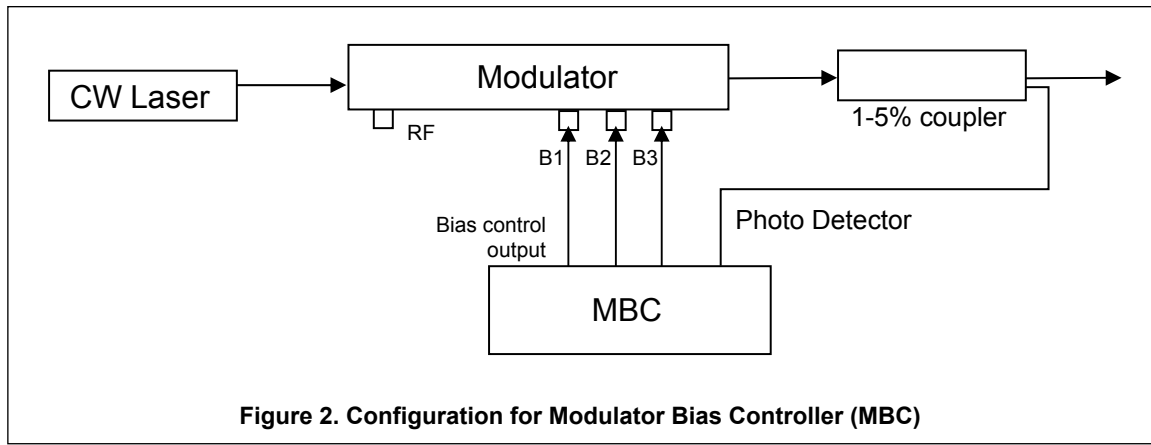 CW Laser
Modulator
1-5% coupler
RF
B1
B2
B3
Bias control
output
Photo Detector
MBC
Figure 2. Configuration for Modulator Bias Controller (MBC)